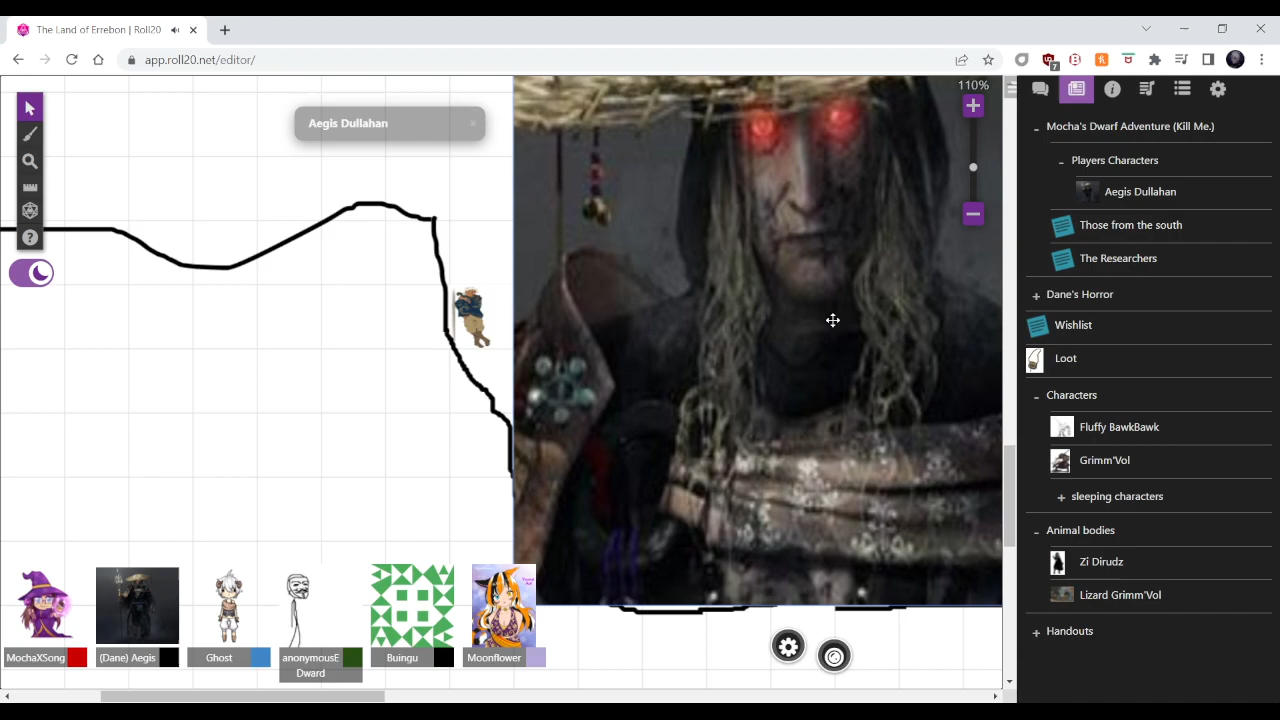 The Land of Errebon | Roll20
app.roll20.net/editor/
7
Aegis Dullahan
110%
Mocha's Dwarf Adventure (Kill Me.)
Players Characters
Aegis Dullahan
Those from the south
The Researchers
Dane's Horror
Wishlist
Loot
Characters
Fluffy BawkBawk
Grimm'Vol
sleeping characters
Animal bodies
Zi Dirudz
Lizard Grimm'Vol
Handouts
MochaXSong
(Dane) Aegis
Ghost
anonymousE
Dward
Buingu
Moonflower